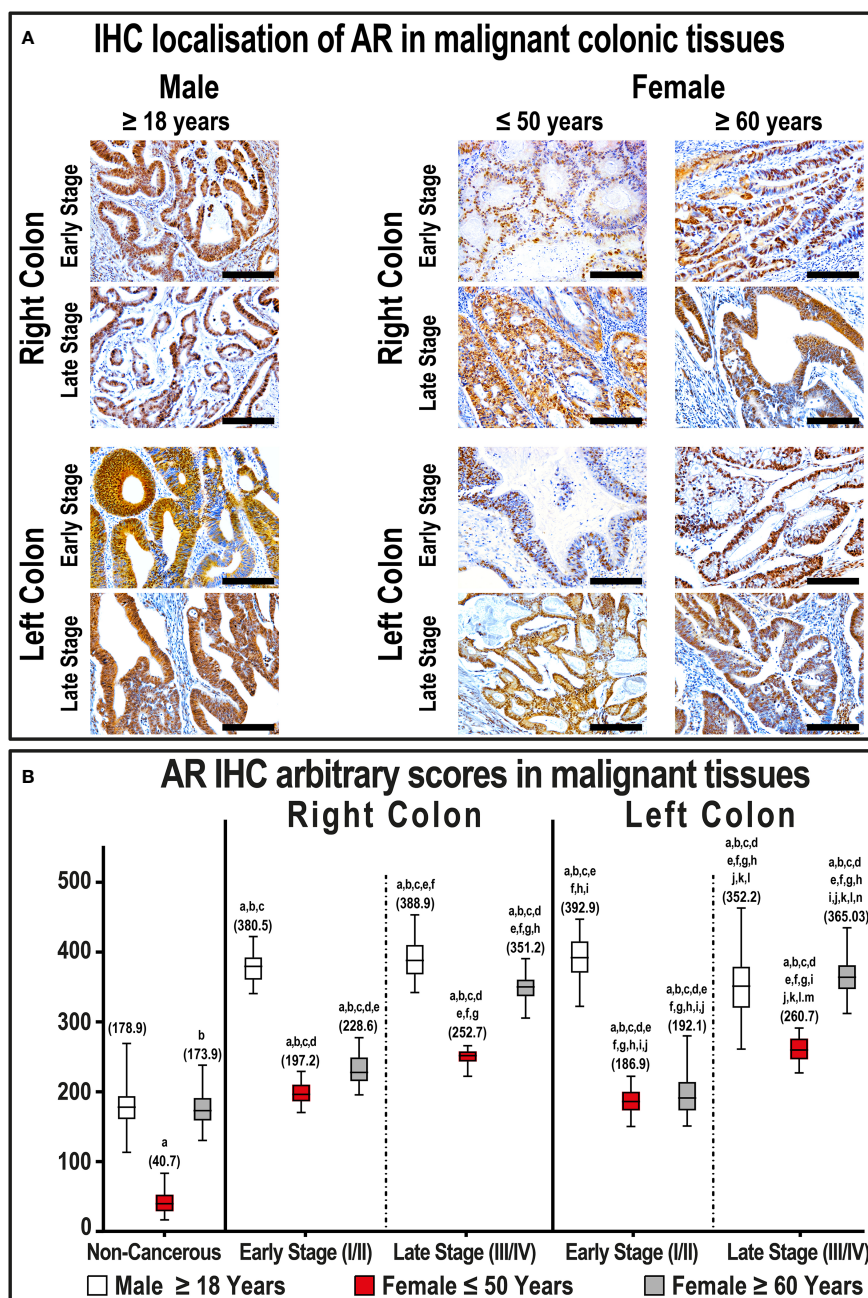 A
IHC localisation of AR in malignant colonic tissues
Male
Female
≥ 18 years
≤ 50 years
≥ 60 years
Right Colon
Early Stage
Late Stage
Right Colon
Early Stage
Late Stage
Left Colon
Early Stage
Late Stage
Left Colon
Early Stage
Late Stage
B
AR IHC arbitrary scores in malignant tissues
Right Colon
Left Colon
500
400
300
200
100
0
(178.9)
a
(40.7)
b
(173.9)
a,b,c
(380.5)
a,b,c,d
(197.2)
a,b,c,d,e
(228.6)
a,b,c,e,f
(388.9)
a,b,c,d
e,f,g
(252.7)
a,b,c,d
e,f,g,h
(351.2)
a,b,c,e
f,h,i
(392.9)
a,b,c,d,e
f,g,h,i,j
(186.9)
a,b,c,d,e
f,g,h,i,j
(192.1)
a,b,c,d
e,f,g,h
j,k,l
(352.2)
a,b,c,d
e,f,g,i
j,k,l.m
(260.7)
a,b,c,d
e,f,g,h
i,j,k,l,n
(365.03)
Non-Cancerous
Early Stage (I/II)
Late Stage (III/IV)
Early Stage (I/II)
Late Stage (III/IV)
Male ≥ 18 Years
Female ≤ 50 Years
Female ≥ 60 Years